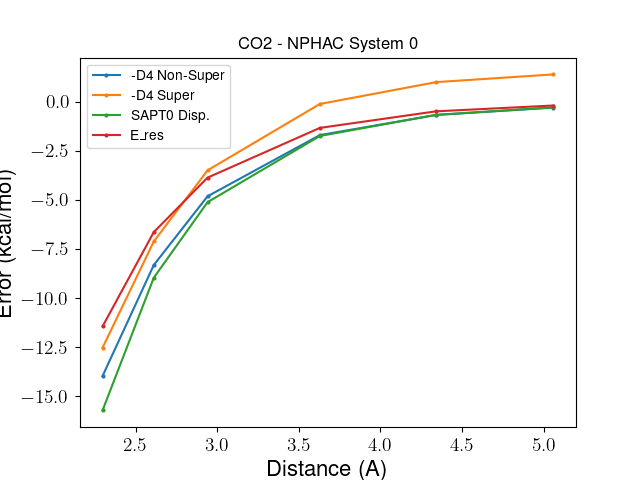 CO2 - NPHAC System 0
-D4 Non-Super
-D4 Super
SAPT0 Disp.
E_res
0.0
−2.5
−5.0
−7.5
−10.0
−12.5
−15.0
Error (kcal/mol)
2.5 3.0 3.5 4.0 4.5 5.0
Distance (A)